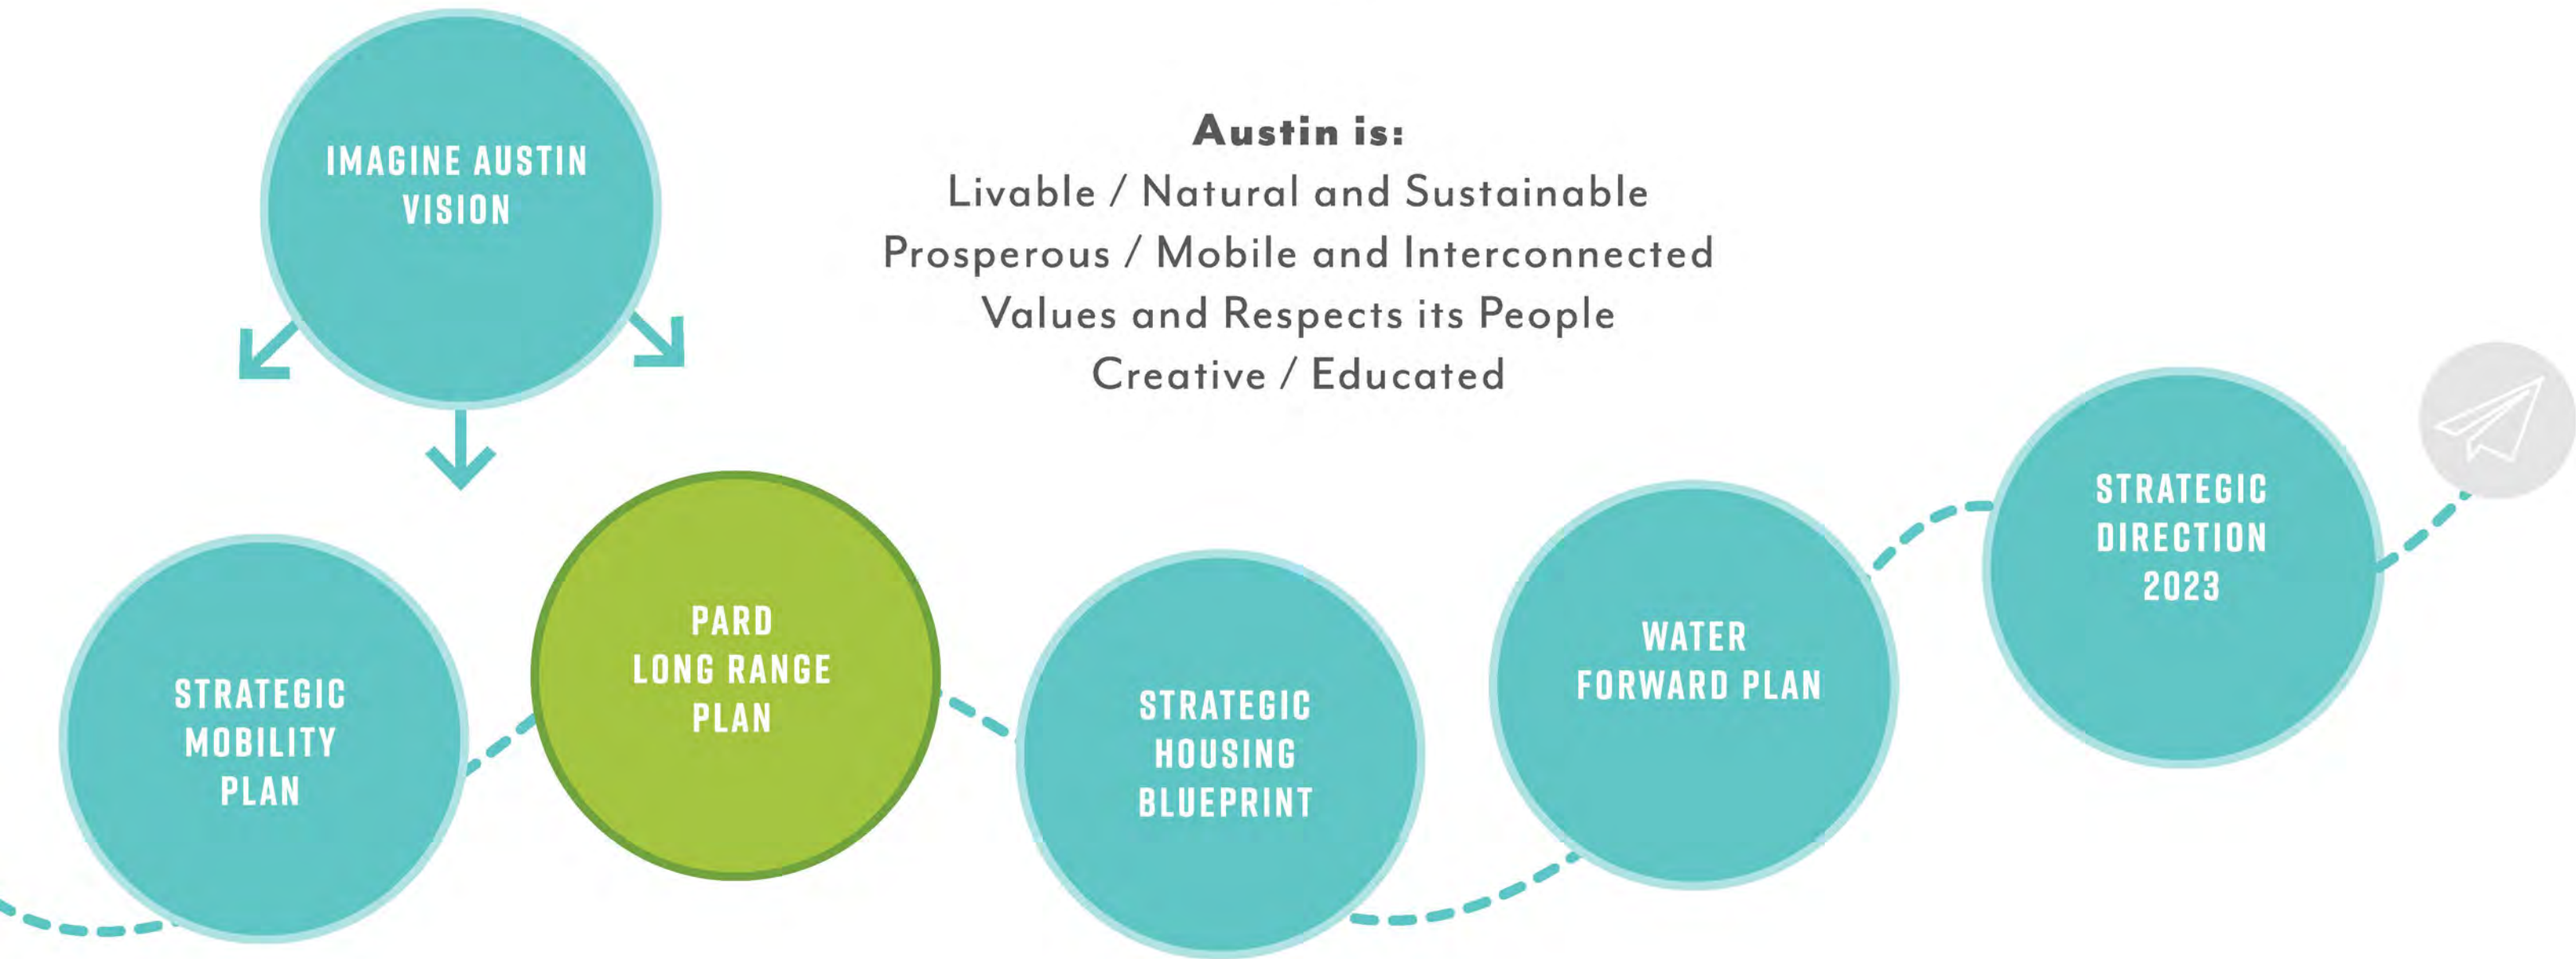 IMAGINE AUSTIN
VISION
Austin is:
Livable / Natural and Sustainable
Prosperous / Mobile and Interconnected
Values and Respects its People
Creative / Educated
STRATEGIC
MOBILITY
PLAN
PARD
LONG RANGE
PLAN
STRATEGIC
HOUSING
BLUEPRINT
WATER
FORWARD PLAN
STRATEGIC
DIRECTION
2023